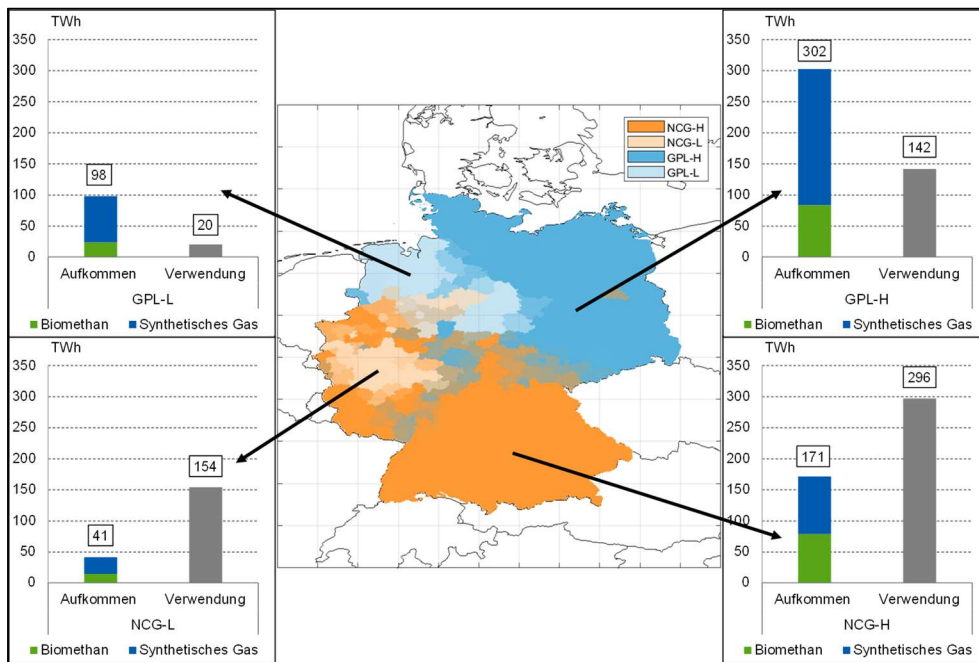 TWh
350
300
250
200
150
100
50
0
98
20
Aufkommen Verwendung
GPL-L
Biomethan Synthetisches Gas
NCG-H
NCG-L
GPL-H
GPL-L
TWh
350
300
250
200
150
100
50
0
302
142
Aufkommen Verwendung
GPL-H
Biomethan Synthetisches Gas
TWh
350
300
250
200
150
100
50
0
41
154
Aufkommen Verwendung
NCG-L
Biomethan Synthetisches Gas
TWh
350
300
250
200
150
100
50
0
171
296
Aufkommen Verwendung
NCG-H
Biomethan Synthetisches Gas